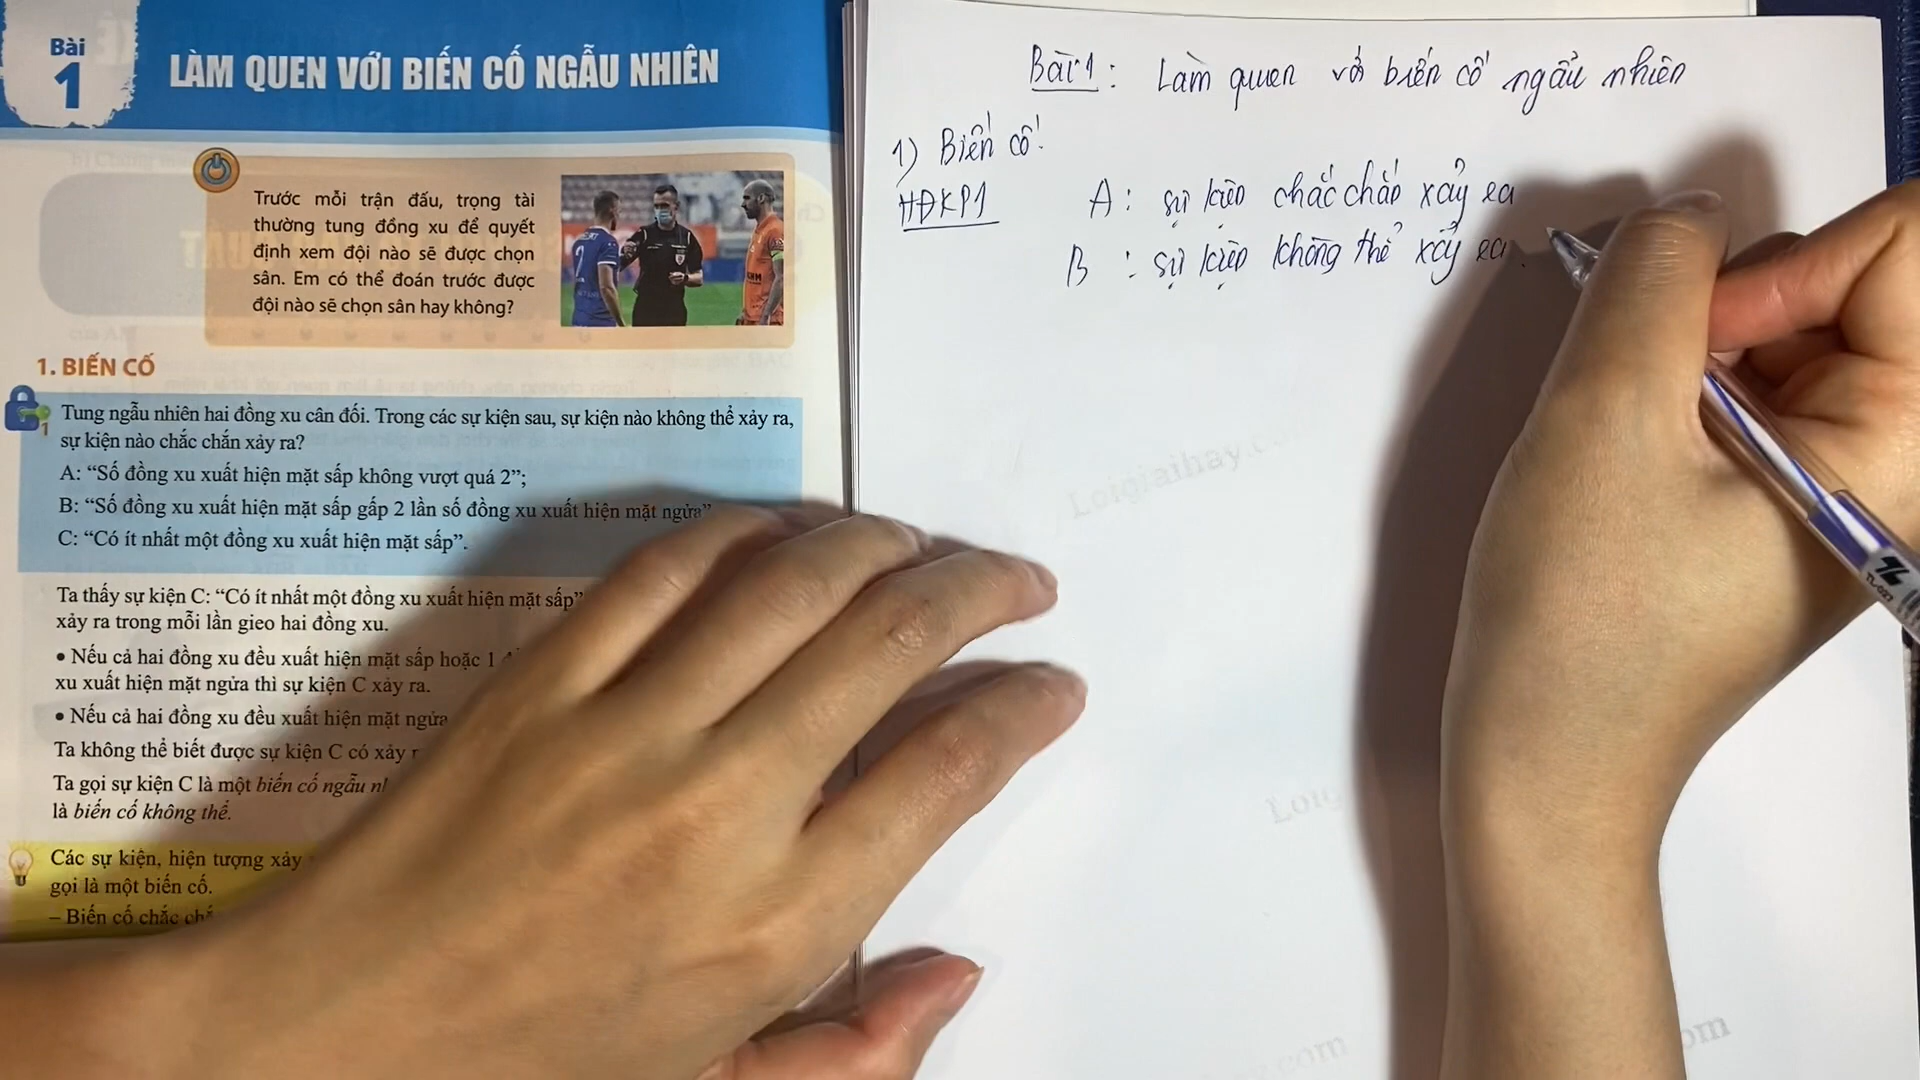 Bài
1
LÀM QUEN VỚI BIẾN CỐ NGẪU NHIÊN
Trước mỗi trận đấu, trọng tài
thường tung đồng xu để quyết
định xem đội nào sẽ được chọn
sân. Em có thể đoán trước được
đội nào sẽ chọn sân hay không?
1. BIẾN CỐ
1
Tung ngẫu nhiên hai đồng xu cân đối. Trong các sự kiện sau, sự kiện nào không thể xảy ra,
sự kiện nào chắc chắn xảy ra?
A: “Số đồng xu xuất hiện mặt sấp không vượt quá 2”;
B: “Số đồng xu xuất hiện mặt sấp gấp 2 lần số đồng xu xuất hiện mặt ngửa”
C: “Có ít nhất một đồng xu xuất hiện mặt sấp”.
Ta thấy sự kiện C: “Có ít nhất một đồng xu xuất hiện mặt sấp”
xảy ra trong mỗi lần gieo hai đồng xu.
• Nếu cả hai đồng xu đều xuất hiện mặt sấp hoặc 1
xu xuất hiện mặt ngửa thì sự kiện C xảy ra.
• Nếu cả hai đồng xu đều xuất hiện mặt ngửa
Ta không thể biết được sự kiện C có xảy
Ta gọi sự kiện C là một biến cố ngẫu
là biến cố không thể.
Các sự kiện, hiện tượng xảy
gọi là một biến cố.
– Biến cố chắc
Bài 1: Làm quen với biến cố ngẫu nhiên
1) Biến cố
HĐKP1 A: sự kiện chắc chắn xảy ra
B: sự kiện không thể xảy ra.
Loigiaihay.c
Loig
y.com
om
TL-027